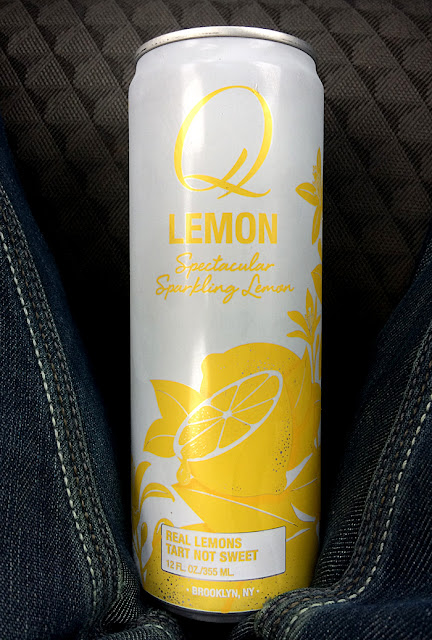 Q
LEMON
Spectacular
Sparkling Lemon
REAL LEMONS
TART NOT SWEET
12 FL. OZ/355 ML.
• BROOKLYN, NY •